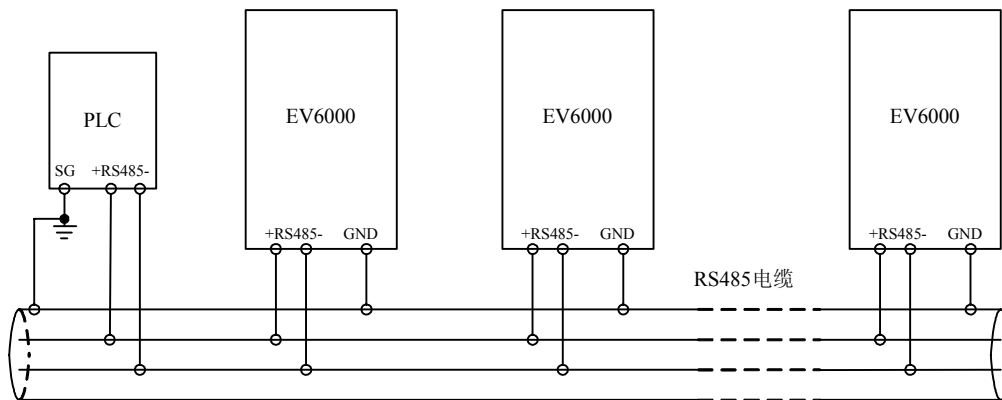 PLC
SG +RS485-
EV6000
+RS485- GND
EV6000
+RS485- GND
EV6000
+RS485- GND
RS485电缆